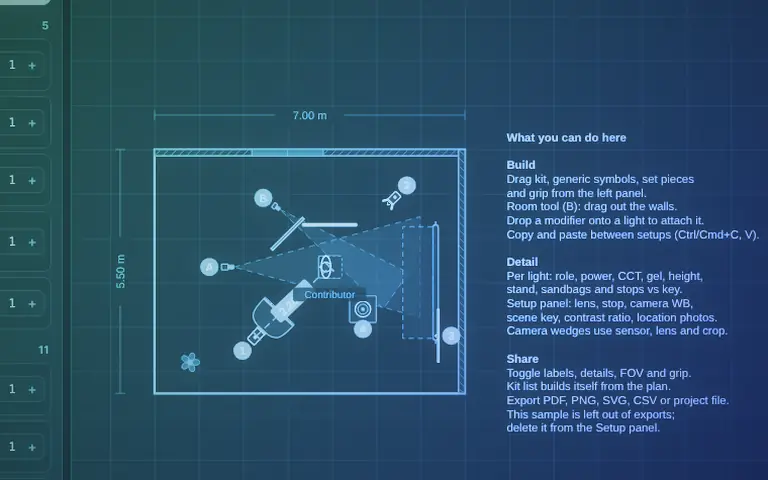 5
1 +
1 +
1 +
1 +
1 +
11
1 +
1 +
7.00 m
5.50 m
B
2
A
Contributor
1
3
What you can do here
Build
Drag kit, generic symbols, set pieces
and grip from the left panel.
Room tool (B): drag out the walls.
Drop a modifier onto a light to attach it.
Copy and paste between setups (Ctrl/Cmd+C, V).
Detail
Per light: role, power, CCT, gel, height,
stand, sandbags and stops vs key.
Setup panel: lens, stop, camera WB,
scene key, contrast ratio, location photos.
Camera wedges use sensor, lens and crop.
Share
Toggle labels, details, FOV and grip.
Kit list builds itself from the plan.
Export PDF, PNG, SVG, CSV or project file.
This sample is left out of exports;
delete it from the Setup panel.